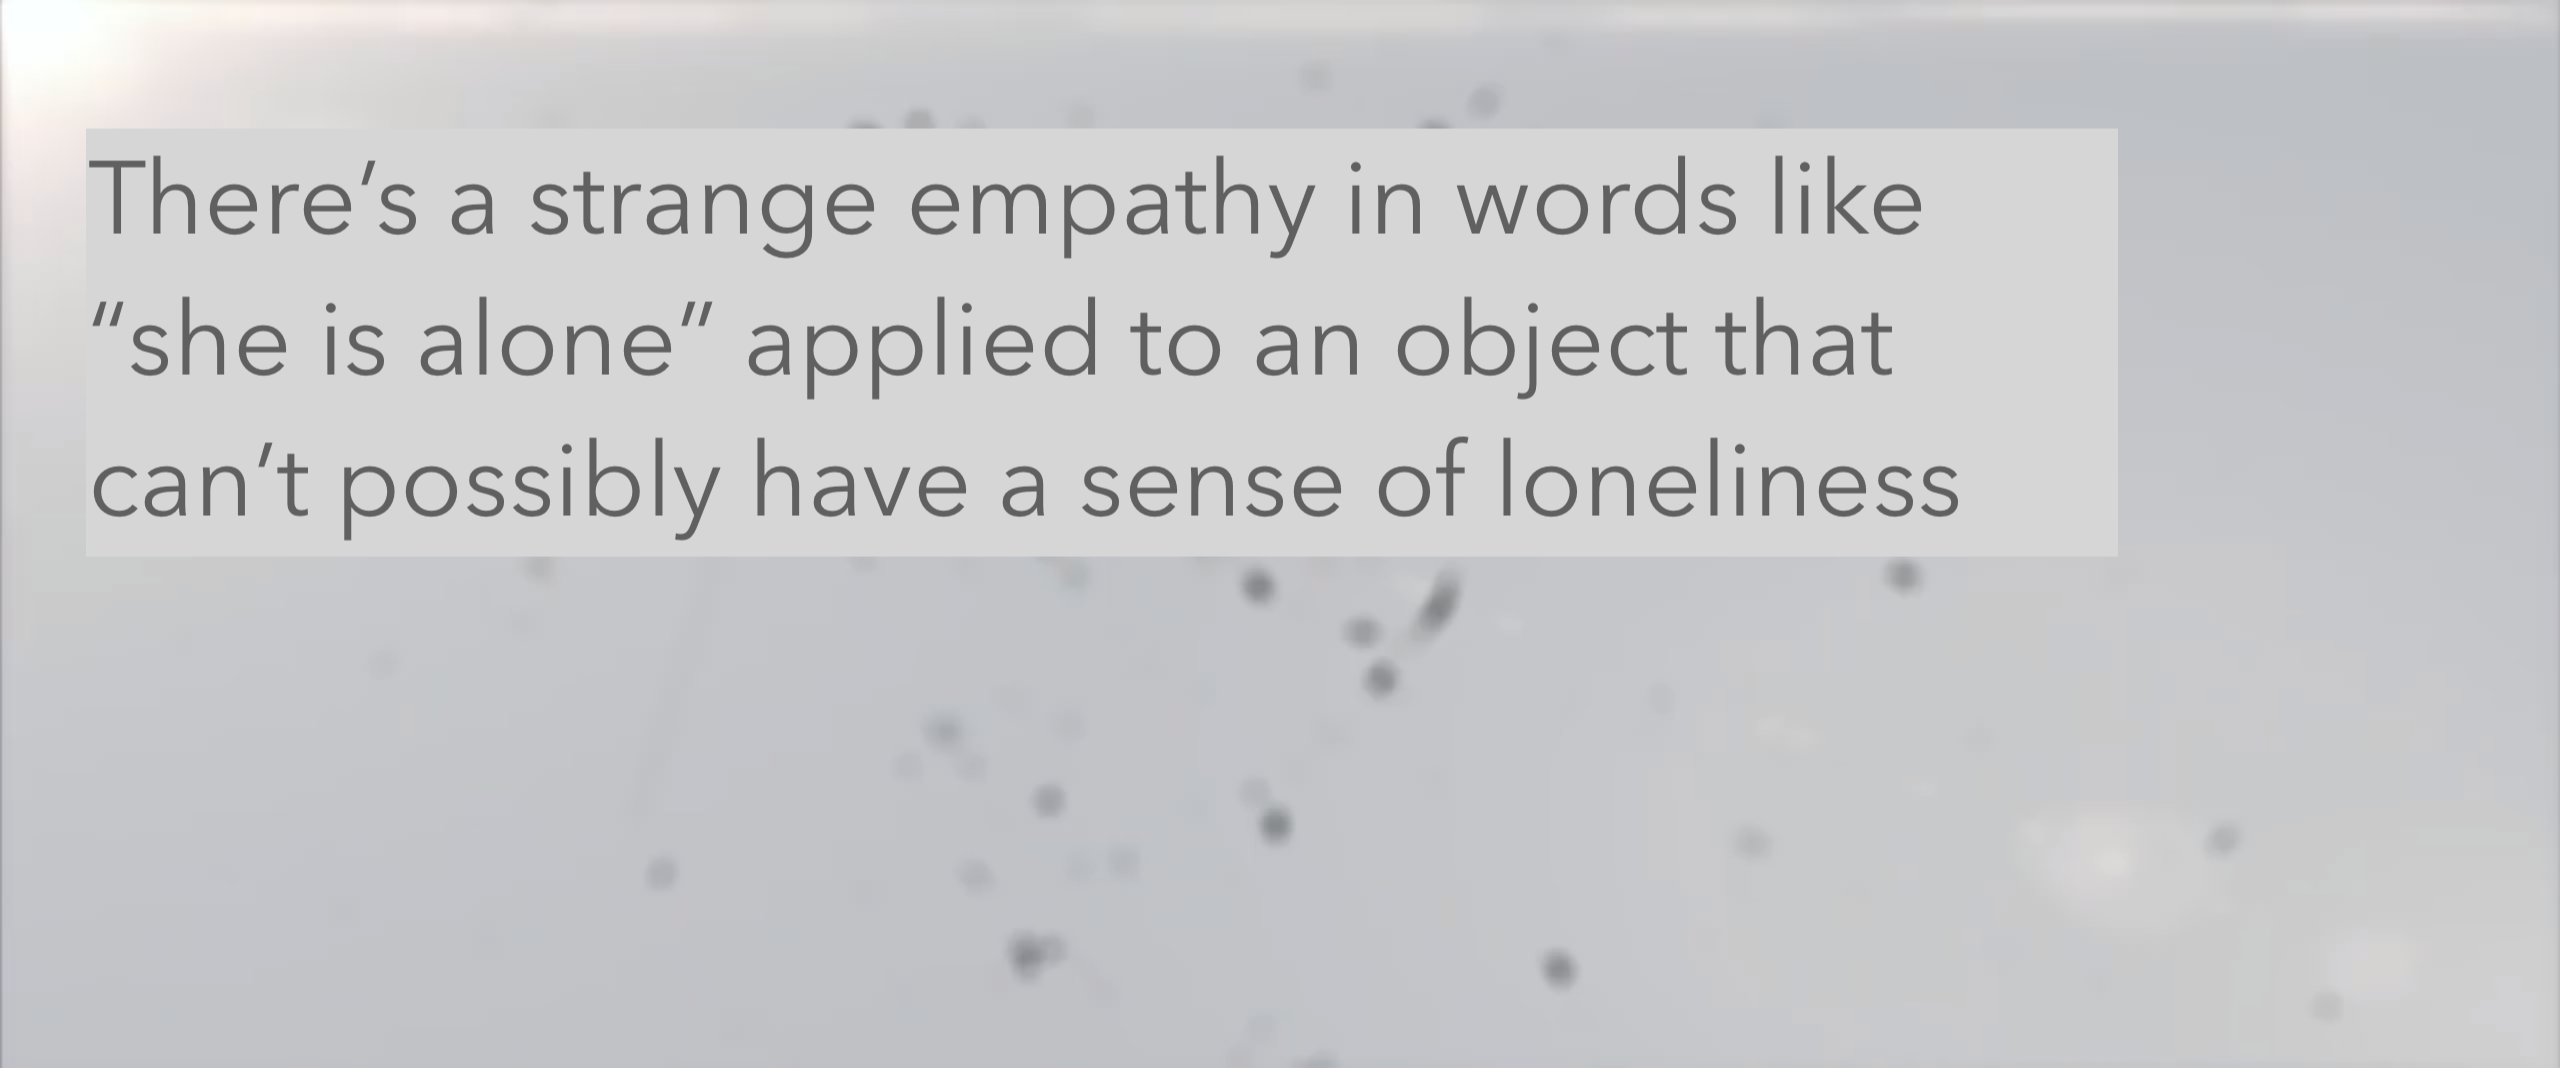 There’s a strange empathy in words like
“she is alone” applied to an object that
can’t possibly have a sense of loneliness